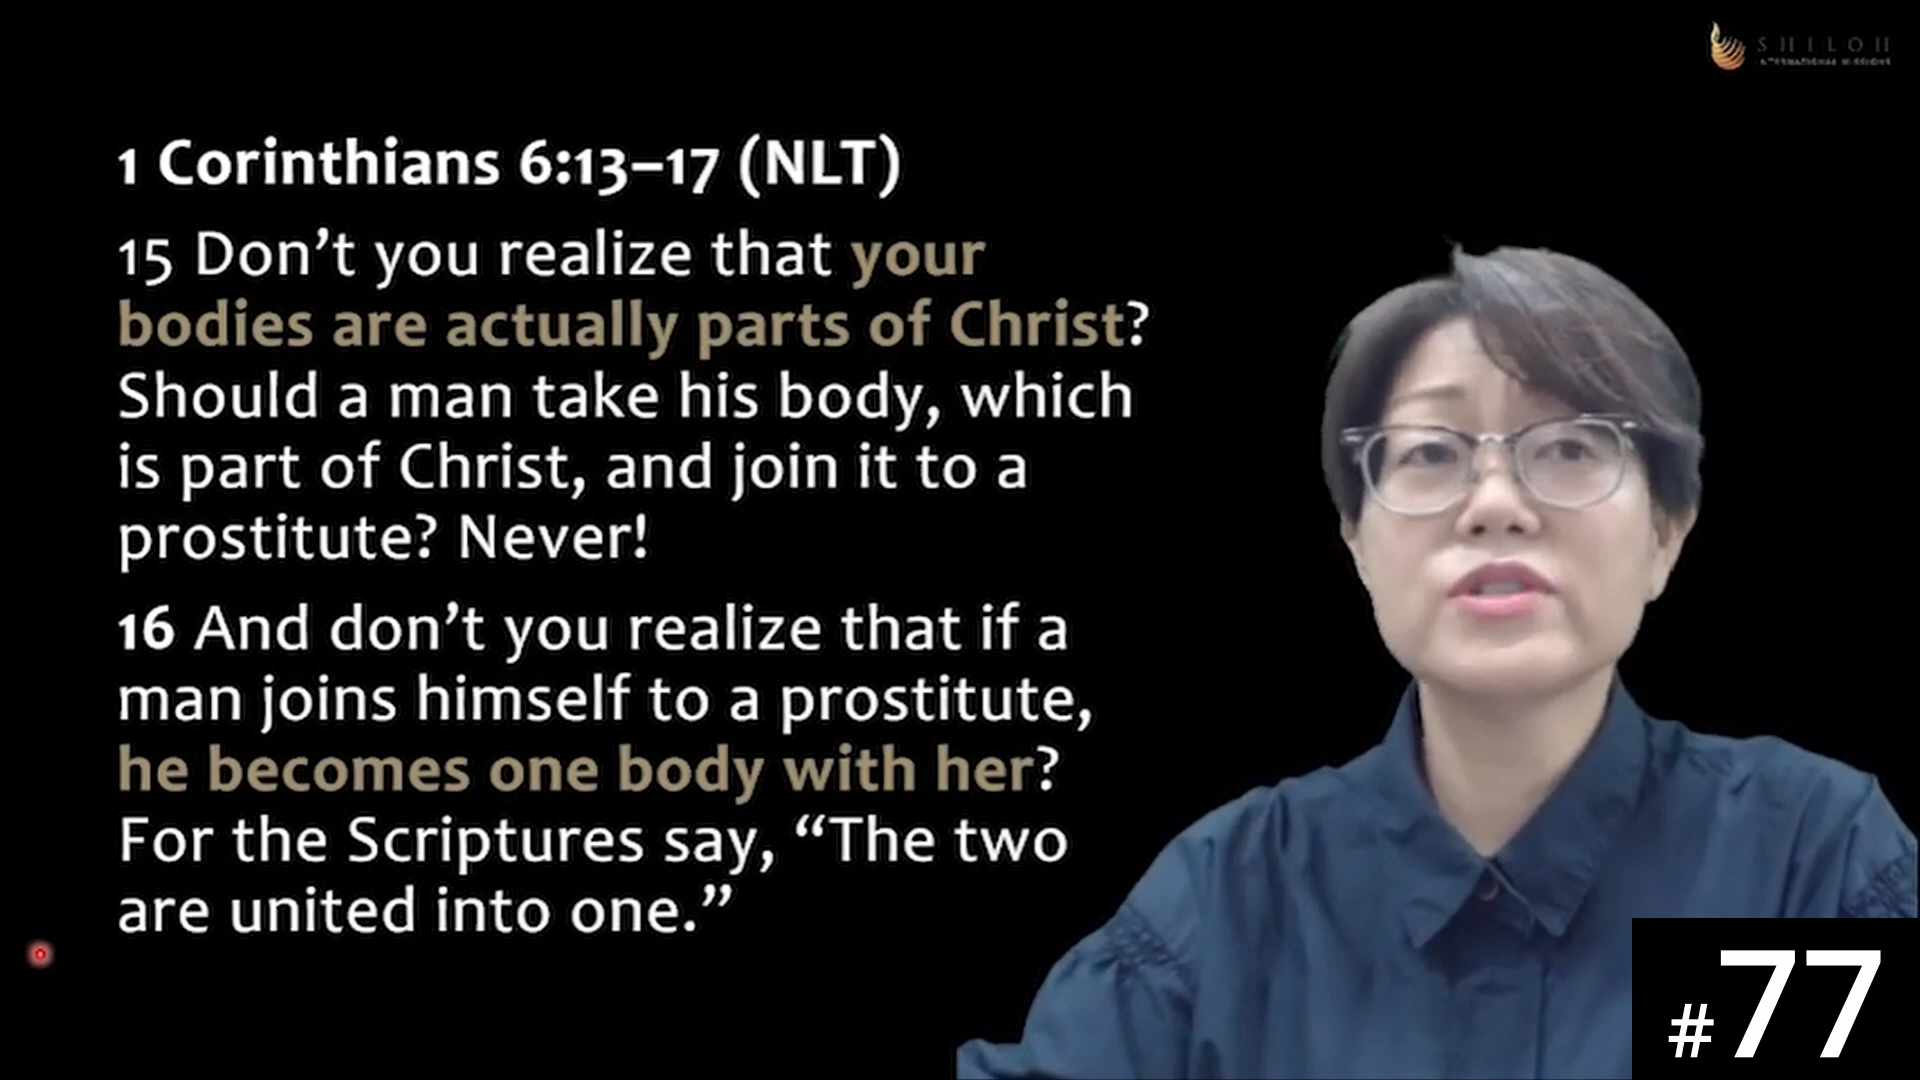 SHILOH
INTERNATIONAL MISSIONS
1 Corinthians 6:13–17 (NLT)
15 Don’t you realize that your
bodies are actually parts of Christ?
Should a man take his body, which
is part of Christ, and join it to a
prostitute? Never!
16 And don’t you realize that if a
man joins himself to a prostitute,
he becomes one body with her?
For the Scriptures say, “The two
are united into one.”
#77